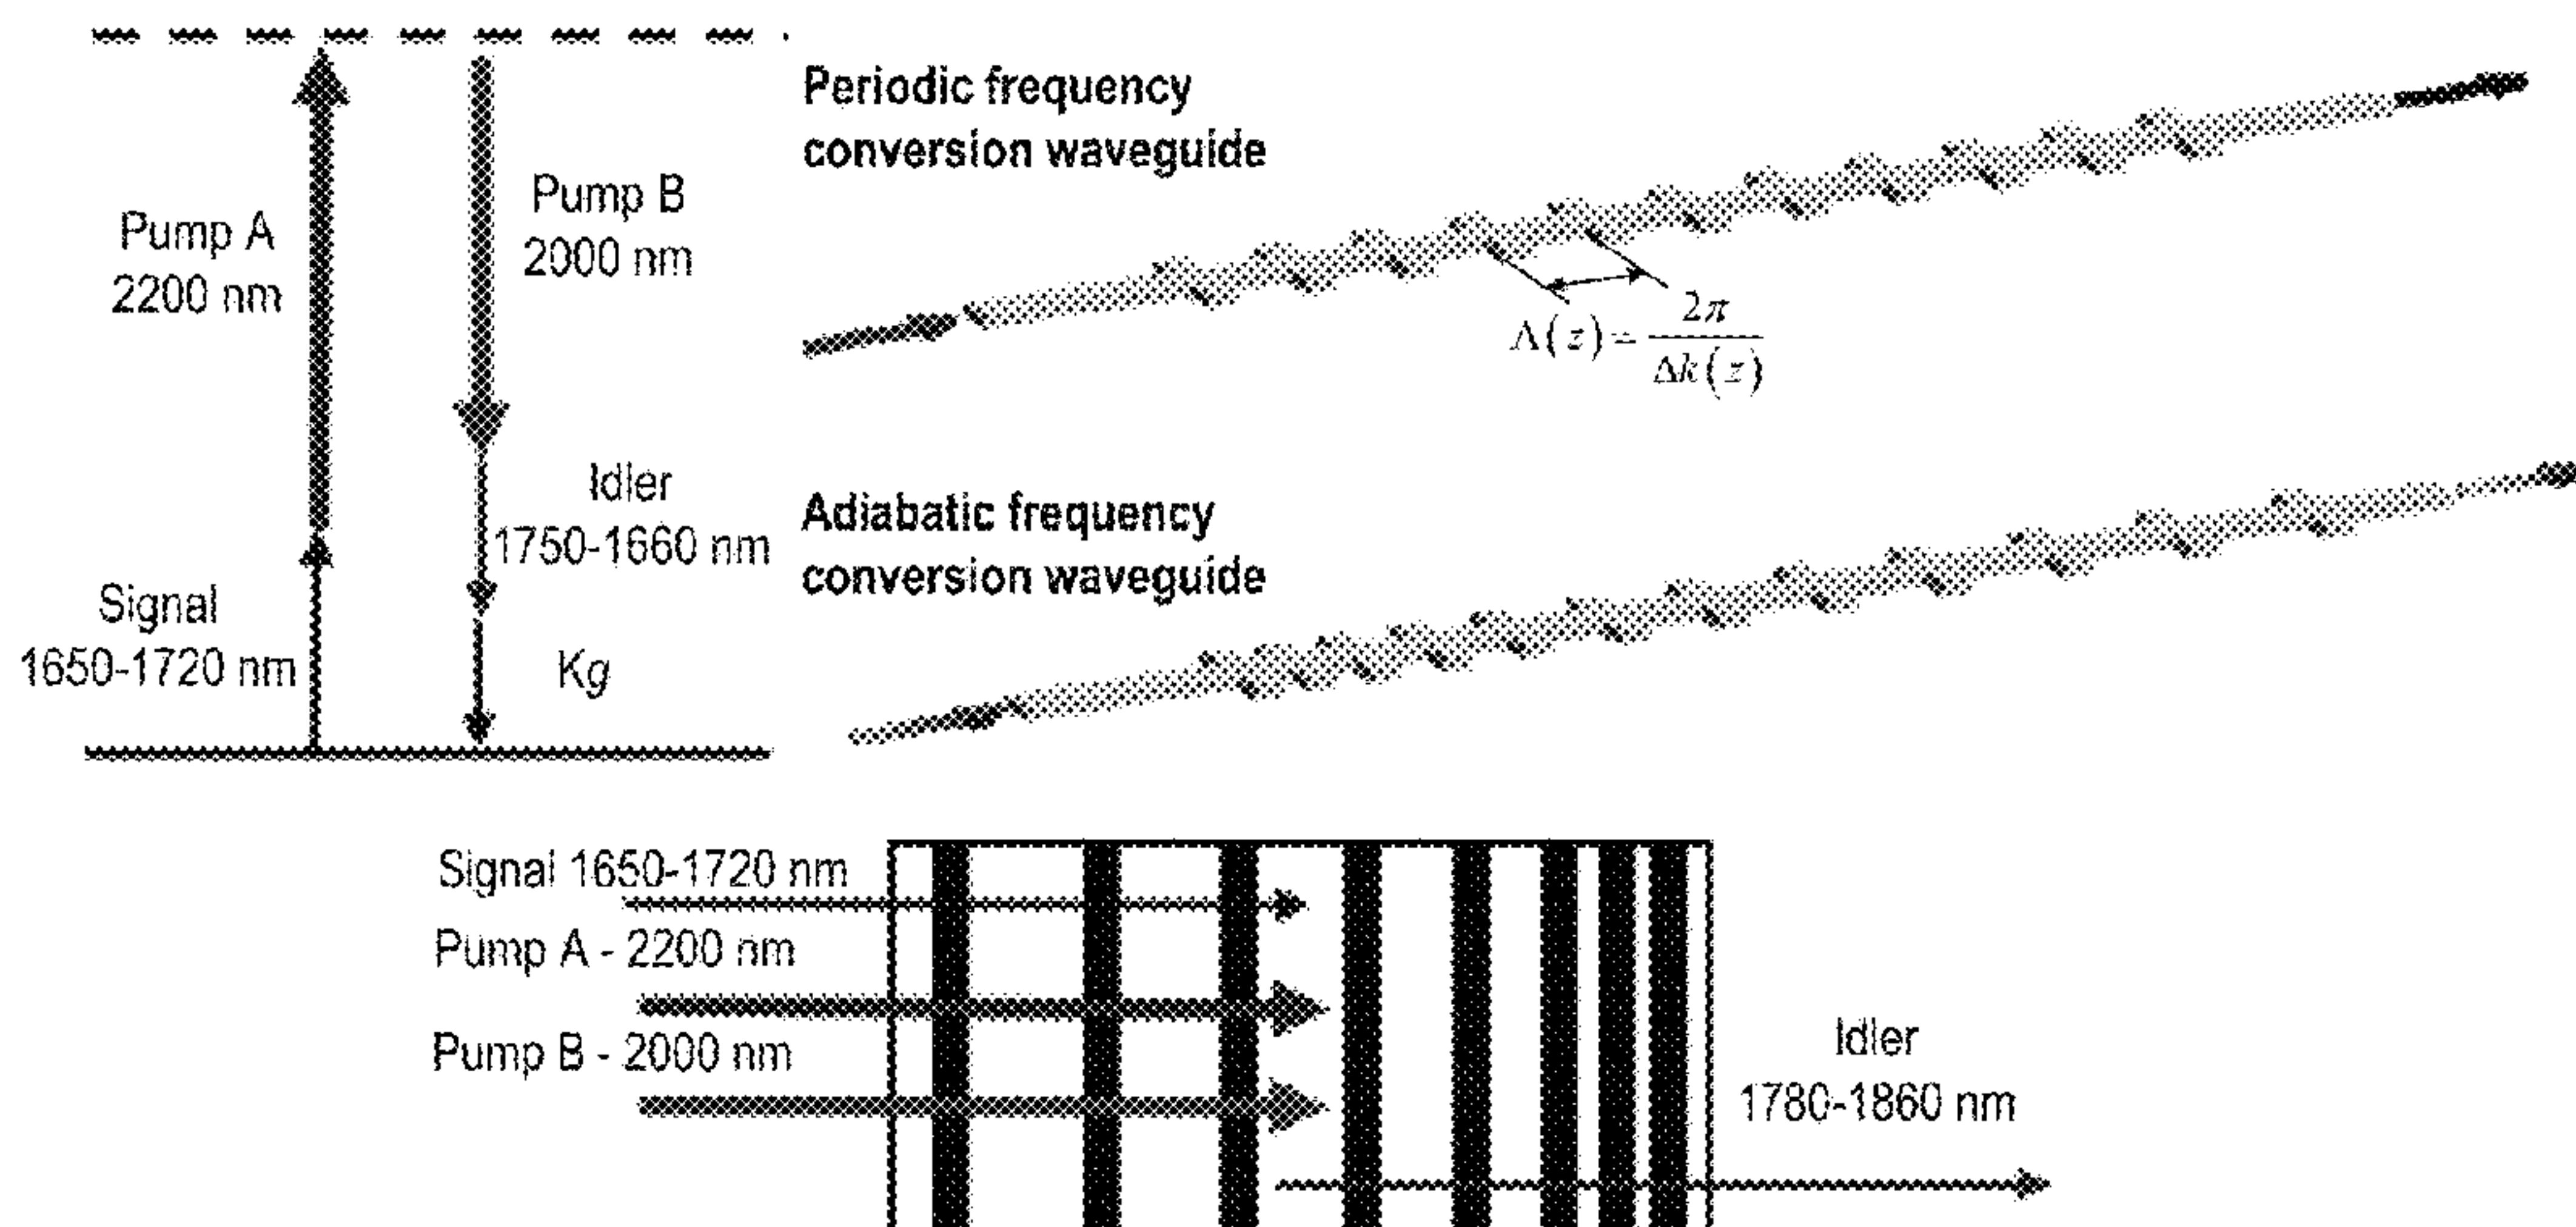 Periodic frequency
conversion waveguide
Pump A
2200 nm
Pump B
2000 nm
Λ(z) = 2π / Δk(z)
Idler
1750-1660 nm
Adiabatic frequency
conversion waveguide
Signal
1650-1720 nm
Kg
Signal 1650-1720 nm
Pump A - 2200 nm
Pump B - 2000 nm
Idler
1780-1860 nm